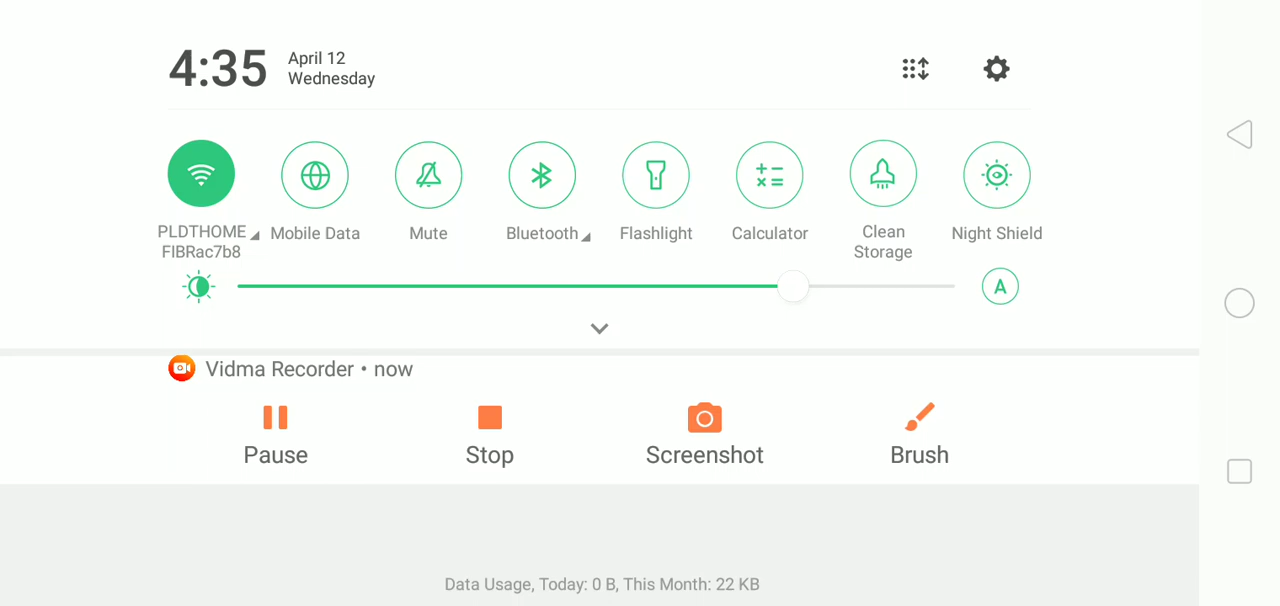 4:35
April 12
Wednesday
PLDTHOME
FIBRac7b8
Mobile Data
Mute
Bluetooth
Flashlight
Calculator
Clean
Storage
Night Shield
A
Vidma Recorder • now
Pause
Stop
Screenshot
Brush
Data Usage, Today: 0 B, This Month: 22 KB